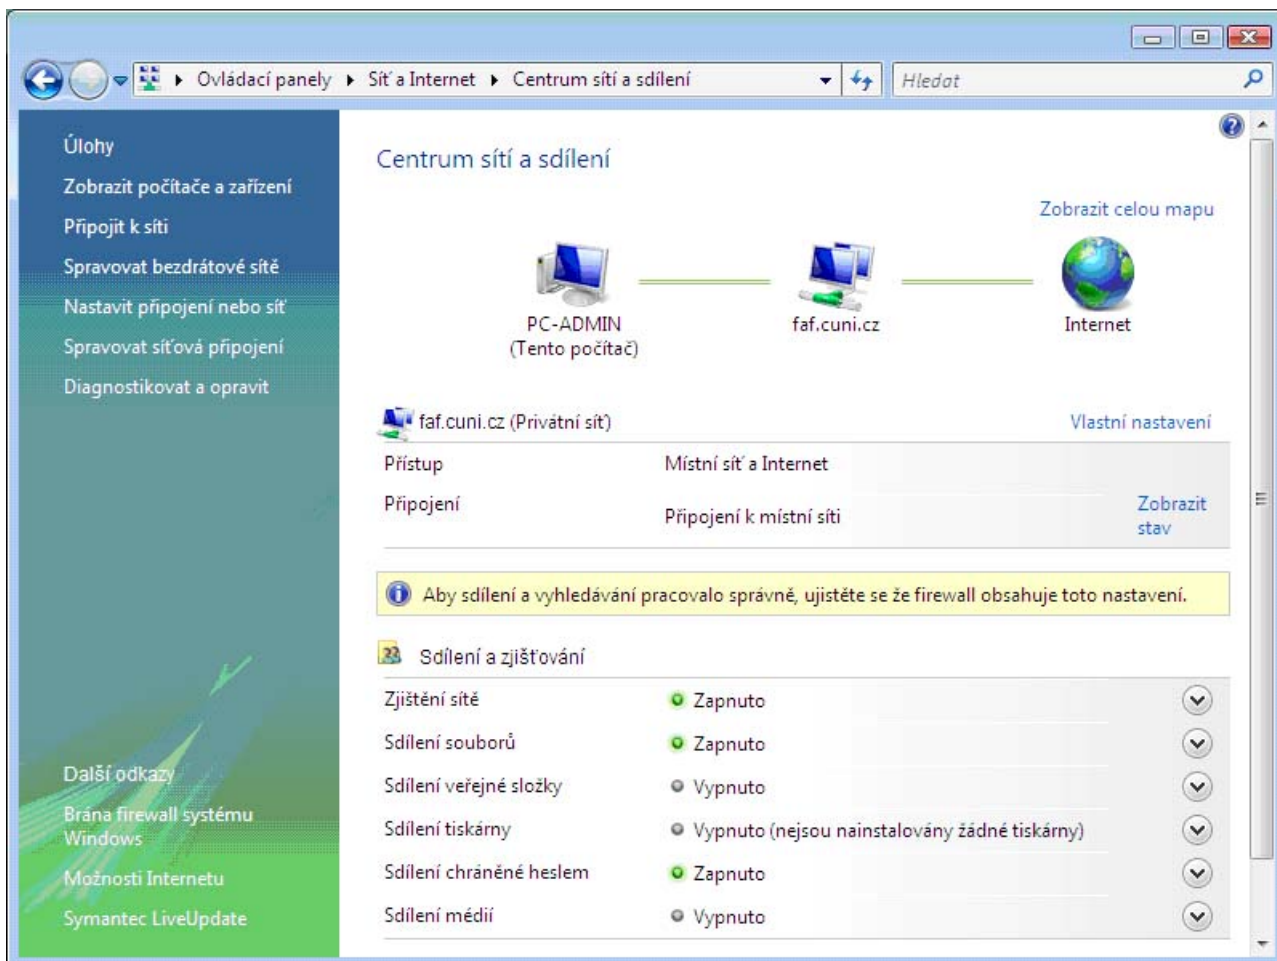 Ovládací panely
Síť a Internet
Centrum sítí a sdílení
Hledat
Úlohy
Zobrazit počítače a zařízení
Připojit k síti
Spravovat bezdrátové sítě
Nastavit připojení nebo síť
Spravovat síťová připojení
Diagnostikovat a opravit
Další odkazy
Brána firewall systému
Windows
Možnosti Internetu
Symantec LiveUpdate
Centrum sítí a sdílení
Zobrazit celou mapu
PC-ADMIN
(Tento počítač)
faf.cuni.cz
Internet
faf.cuni.cz (Privátní síť)
Vlastní nastavení
Přístup
Místní síť a Internet
Připojení
Připojení k místní síti
Zobrazit
stav
Aby sdílení a vyhledávání pracovalo správně, ujistěte se že firewall obsahuje toto nastavení.
Sdílení a zjišťování
Zjištění sítě
Zapnuto
Sdílení souborů
Zapnuto
Sdílení veřejné složky
Vypnuto
Sdílení tiskárny
Vypnuto (nejsou nainstalovány žádné tiskárny)
Sdílení chráněné heslem
Zapnuto
Sdílení médií
Vypnuto